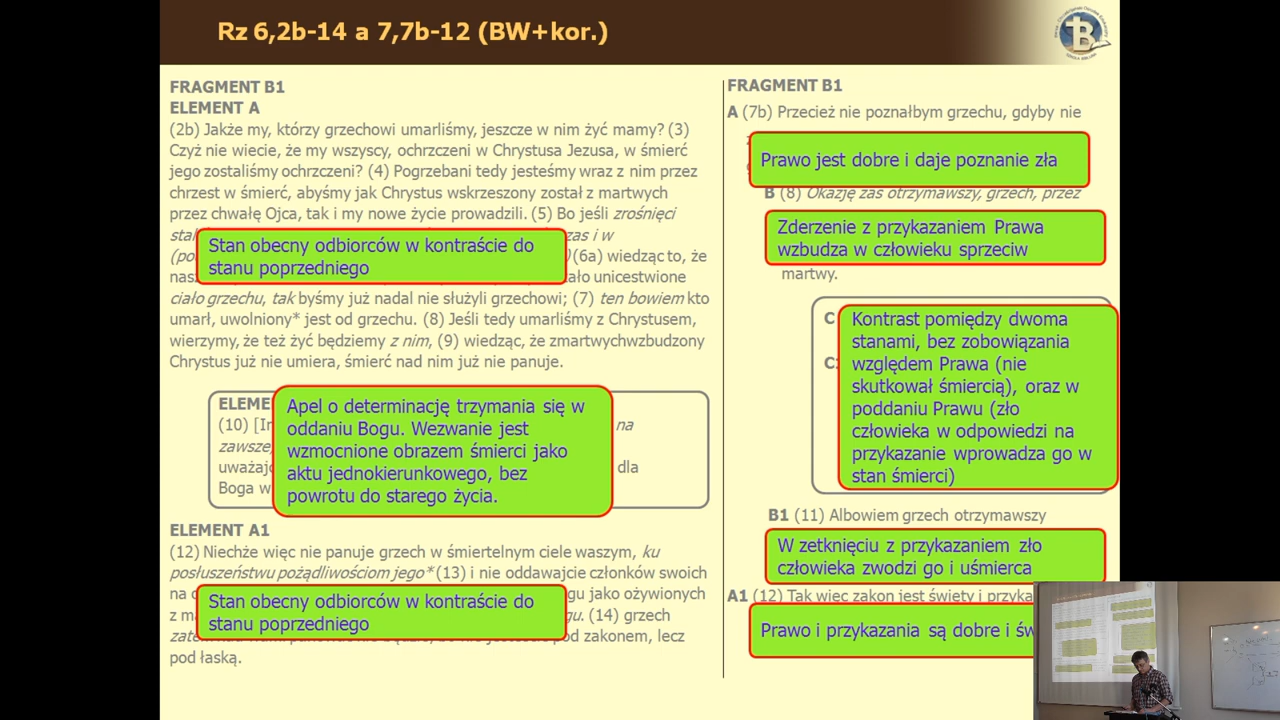 Rz 6,2b-14 a 7,7b-12 (BW+kor.)
FRAGMENT B1
ELEMENT A
(2b) Jakże my, którzy grzechowi umarliśmy, jeszcze w nim żyć mamy? (3)
Czyż nie wiecie, że my wszyscy, ochrzczeni w Chrystusa Jezusa, w śmierć
jego zostaliśmy ochrzczeni? (4) Pogrzebani tedy jesteśmy wraz z nim przez
chrzest w śmierć, abyśmy jak Chrystus wskrzeszony został z martwych
przez chwałę Ojca, tak i my nowe życie prowadzili. (5) Bo jeśli zrośnięci
i w
(6a) wiedząc to, że
unicestwione
ciało grzechu, tak byśmy już nadal nie służyli grzechowi; (7) ten bowiem kto
umarł, uwolniony* jest od grzechu. (8) Jeśli tedy umarliśmy z Chrystusem,
wierzymy, że też żyć będziemy z nim, (9) wiedząc, że zmartwychwzbudzony
Chrystus już nie umiera, śmierć nad nim już nie panuje.
Stan obecny odbiorców w kontraście do
stanu poprzedniego
(10) na
dla
Boga w
Apel o determinację trzymania się w
oddaniu Bogu. Wezwanie jest
wzmocnione obrazem śmierci jako
aktu jednokierunkowego, bez
powrotu do starego życia.
ELEMENT A1
(12) Niechże więc nie panuje grzech w śmiertelnym ciele waszym, ku
posłuszeństwu pożądliwościom jego* (13) i nie oddawajcie członków swoich
na jako ożywionych
z (14) grzech
pod zakonem, lecz
pod łaską.
Stan obecny odbiorców w kontraście do
stanu poprzedniego
FRAGMENT B1
A (7b) Przecież nie poznałbym grzechu, gdyby nie
Prawo jest dobre i daje poznanie zła
B (8) Okazję zaś otrzymawszy, grzech, przez
Zderzenie z przykazaniem Prawa
wzbudza w człowieku sprzeciw
martwy.
C
Kontrast pomiędzy dwoma
stanami, bez zobowiązania
względem Prawa (nie
skutkował śmiercią), oraz w
poddaniu Prawu (zło
człowieka w odpowiedzi na
przykazanie wprowadza go w
stan śmierci)
B1 (11) Albowiem grzech otrzymawszy
W zetknięciu z przykazaniem zło
człowieka zwodzi go i uśmierca
A1 (12) Tak więc zakon jest święty i
Prawo i przykazania są dobre i